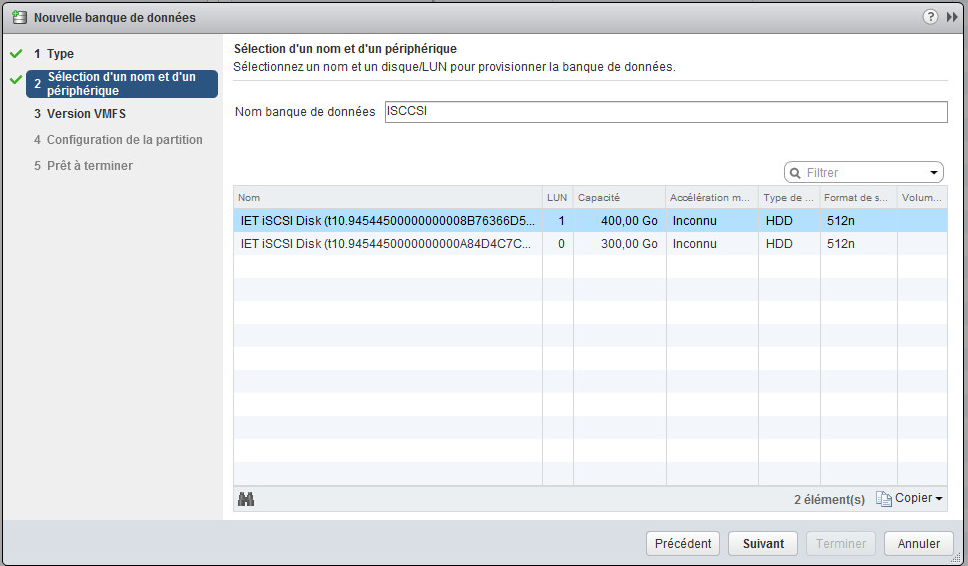 Nouvelle banque de données
?
1 Type
2 Sélection d'un nom et d'un
périphérique
3 Version VMFS
4 Configuration de la partition
5 Prêt à terminer
Sélection d'un nom et d'un périphérique
Sélectionnez un nom et un disque/LUN pour provisionner la banque de données.
Nom banque de données ISCCSI
Filtrer
Nom LUN Capacité Accélération m... Type de ... Format de s... Volum...
IET iSCSI Disk (t10.94544500000000008B76366D5... 1 400,00 Go Inconnu HDD 512n
IET iSCSI Disk (t10.9454450000000000A84D4C7C... 0 300,00 Go Inconnu HDD 512n
2 élément(s) Copier
Précédent Suivant Terminer Annuler